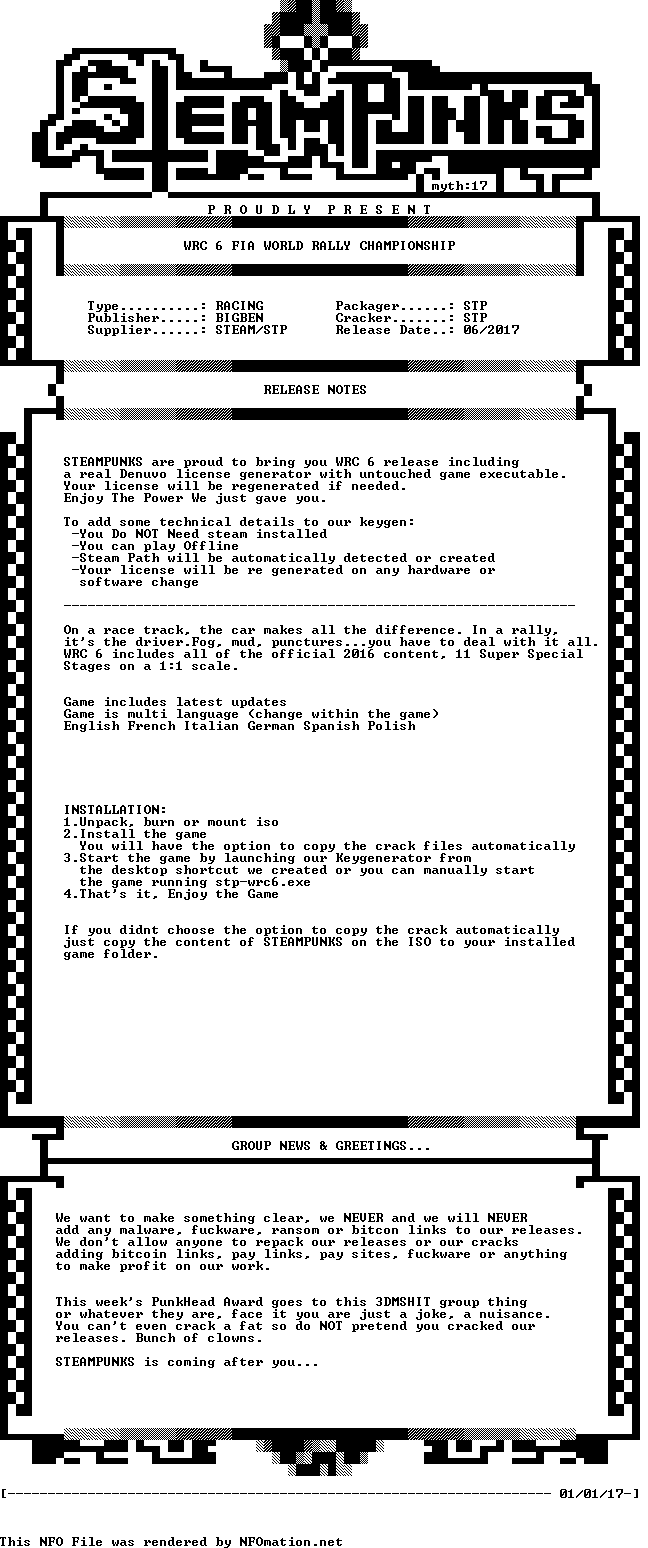 STEAMPUNKS
myth:17
P R O U D L Y  P R E S E N T
WRC 6 FIA WORLD RALLY CHAMPIONSHIP
Type..........: RACING Packager......: STP
Publisher.....: BIGBEN Cracker.......: STP
Supplier......: STEAM/STP Release Date..: 06/2017
RELEASE NOTES
STEAMPUNKS are proud to bring you WRC 6 release including
a real Denuvo license generator with untouched game executable.
Your license will be regenerated if needed.
Enjoy The Power We just gave you.
To add some technical details to our keygen:
-You Do NOT Need steam installed
-You can play Offline
-Steam Path will be automatically detected or created
-Your license will be re generated on any hardware or
software change
----------------------------------------------------------------
On a race track, the car makes all the difference. In a rally,
it's the driver.Fog, mud, punctures...you have to deal with it all.
WRC 6 includes all of the official 2016 content, 11 Super Special
Stages on a 1:1 scale.
Game includes latest updates
Game is multi language (change within the game)
English French Italian German Spanish Polish
INSTALLATION:
1.Unpack, burn or mount iso
2.Install the game
You will have the option to copy the crack files automatically
3.Start the game by launching our Keygenerator from
the desktop shortcut we created or you can manually start
the game running stp-wrc6.exe
4.That's it, Enjoy the Game
If you didnt choose the option to copy the crack automatically
just copy the content of STEAMPUNKS on the ISO to your installed
game folder.
GROUP NEWS & GREETINGS...
We want to make something clear, we NEVER and we will NEVER
add any malware, fuckware, ransom or bitcon links to our releases.
We don't allow anyone to repack our releases or our cracks
adding bitcoin links, pay links, pay sites, fuckware or anything
to make profit on our work.
This week's PunkHead Award goes to this 3DMSHIT group thing
or whatever they are, face it you are just a joke, a nuisance.
You can't even crack a fat so do NOT pretend you cracked our
releases. Bunch of clowns.
STEAMPUNKS is coming after you...
[-------------------------------------------------------------------- 01/01/17-]
This NFO File was rendered by NFOmation.net